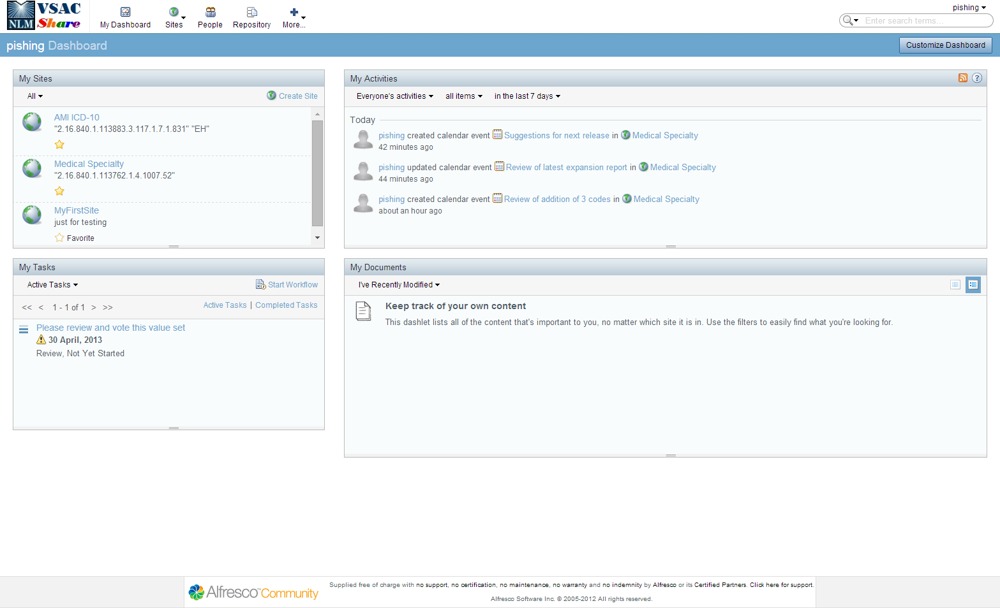 VSAC
NLM Share
My Dashboard Sites People Repository More...
pishing
Enter search terms...
pishing Dashboard
Customize Dashboard
My Sites
All
Create Site
AMI ICD-10
"2.16.840.1.113883.3.117.1.7.1.831" "EH"
Medical Specialty
"2.16.840.1.113762.1.4.1007.52"
MyFirstSite
just for testing
Favorite
My Activities
Everyone's activities all items in the last 7 days
Today
pishing created calendar event Suggestions for next release in Medical Specialty
42 minutes ago
pishing updated calendar event Review of latest expansion report in Medical Specialty
44 minutes ago
pishing created calendar event Review of addition of 3 codes in Medical Specialty
about an hour ago
My Tasks
Active Tasks
Start Workflow
<< < 1 - 1 of 1 > >>
Active Tasks | Completed Tasks
Please review and vote this value set
30 April, 2013
Review, Not Yet Started
My Documents
I've Recently Modified
Keep track of your own content
This dashlet lists all of the content that's important to you, no matter which site it is in. Use the filters to easily find what you're looking for.
Alfresco™ Community
Supplied free of charge with no support, no certification, no maintenance, no warranty and no indemnity by Alfresco or its Certified Partners. Click here for support.
Alfresco Software Inc. © 2005-2012 All rights reserved.